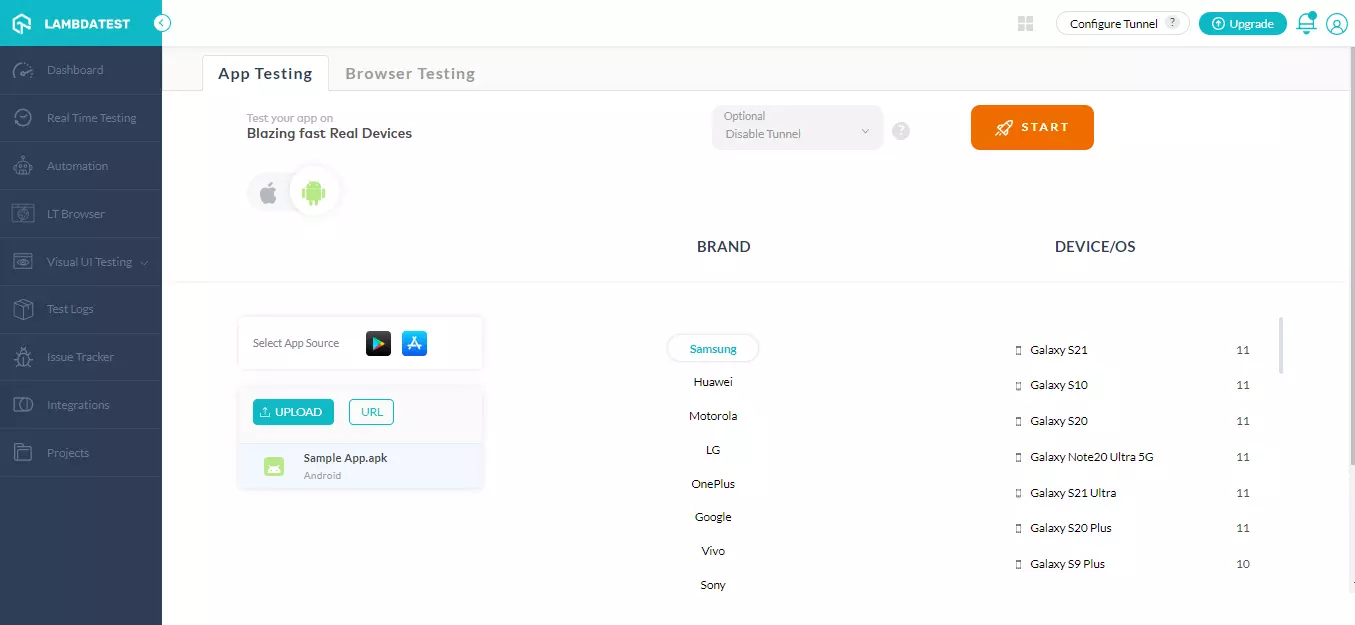 LAMBDATEST
Configure Tunnel ?
Upgrade
Dashboard
Real Time Testing
Automation
LT Browser
Visual UI Testing
Test Logs
Issue Tracker
Integrations
Projects
App Testing
Browser Testing
Test your app on
Blazing fast Real Devices
Optional
Disable Tunnel
?
START
BRAND
DEVICE/OS
Select App Source
UPLOAD
URL
Sample App.apk
Android
Samsung
Huawei
Motorola
LG
OnePlus
Google
Vivo
Sony
Galaxy S21 11
Galaxy S10 11
Galaxy S20 11
Galaxy Note20 Ultra 5G 11
Galaxy S21 Ultra 11
Galaxy S20 Plus 11
Galaxy S9 Plus 10